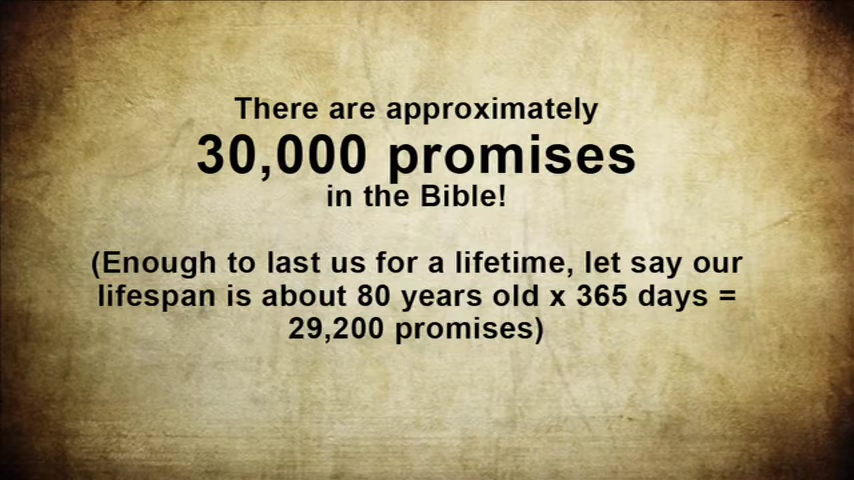 There are approximately
30,000 promises
in the Bible!
(Enough to last us for a lifetime, let say our
lifespan is about 80 years old x 365 days =
29,200 promises)